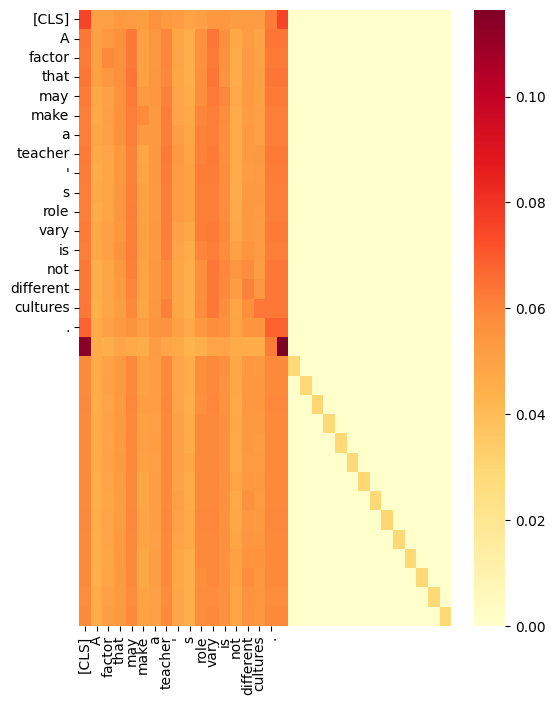 [CLS]
A
factor
that
may
make
a
teacher
'
s
role
vary
is
not
different
cultures
.
0.10
0.08
0.06
0.04
0.02
0.00
[CLS]
A
factor
that
may
make
a
teacher
'
s
role
vary
is
not
different
cultures
.